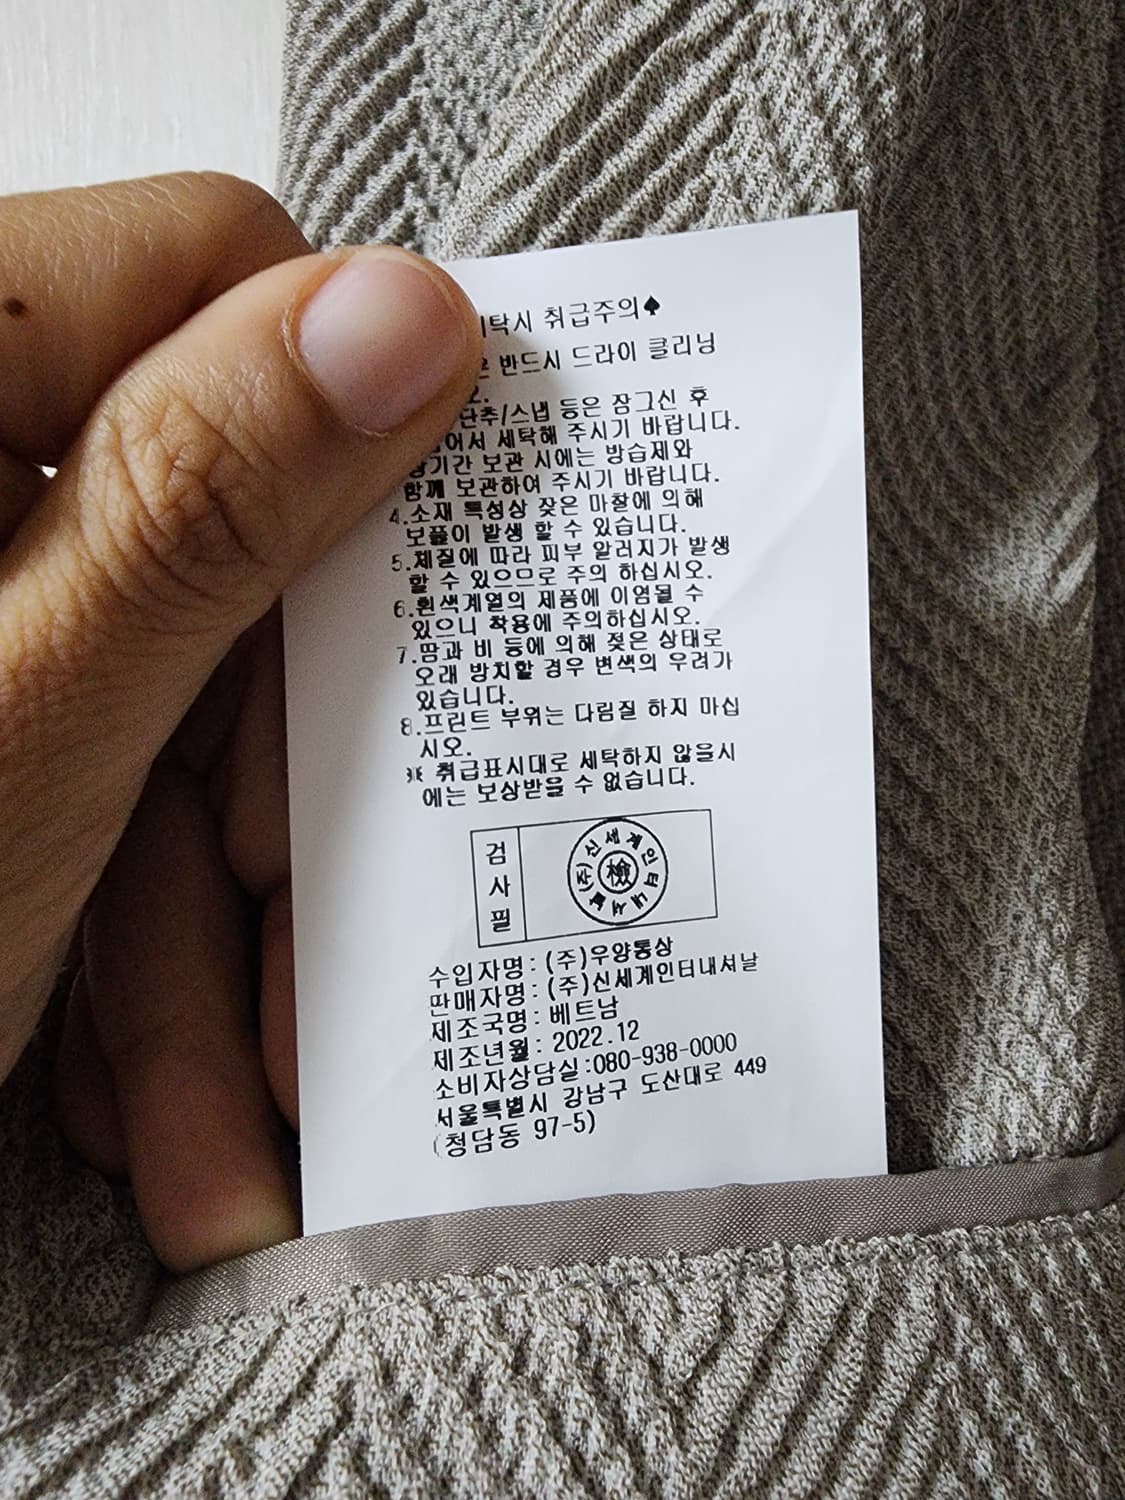 취급주의♠
반드시 드라이 클리닝
단추/스냅 등은 잠그신 후
세탁해 주시기 바랍니다.
보관 시에는 방습제와
함께 보관하여 주시기 바랍니다.
4.소재 특성상 잦은 마찰에 의해
보풀이 발생 할 수 있습니다.
5.체질에 따라 피부 알러지가 발생
할 수 있으므로 주의 하십시오.
6.흰색계열의 제품에 이염될 수
있으니 착용에 주의하십시오.
7.땀과 비 등에 의해 젖은 상태로
오래 방치할 경우 변색의 우려가
있습니다.
8.프린트 부위는 다림질 하지 마십
시오.
※ 취급표시대로 세탁하지 않을시
에는 보상받을 수 없습니다.
검사필
(주)신세계인터내셔날
檢
수입자명:(주)우양통상
판매자명:(주)신세계인터내셔날
제조국명:베트남
제조년월:2022.12
소비자상담실:080-938-0000
서울특별시 강남구 도산대로 449
(청담동 97-5)